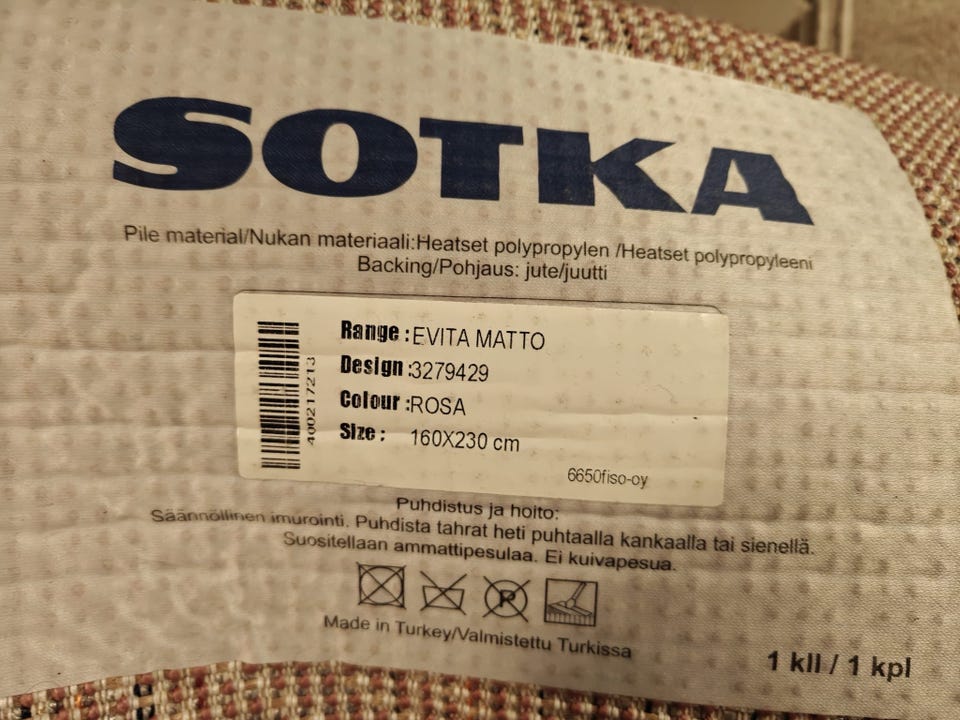 SOTKA
Pile material/Nukan materiaali:Heatset polypropylen /Heatset polypropyleeni
Backing/Pohjaus: jute/juutti
Range: EVITA MATTO
Design: 3279429
Colour: ROSA
Size: 160X230 cm
400217213
6650fiso-oy
Puhdistus ja hoito:
Säännöllinen imurointi. Puhdista tahrat heti puhtaalla kankaalla tai sienellä.
Suositellaan ammattipesulaa. Ei kuivapesua.
P
Made in Turkey/Valmistettu Turkissa
1 kll / 1 kpl